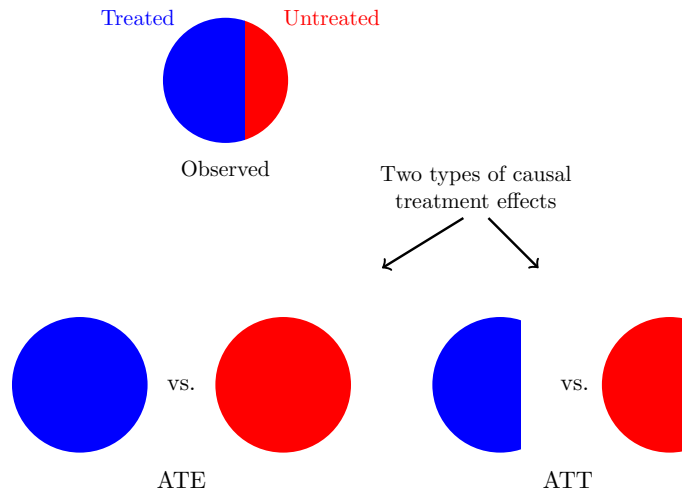 Treated
Untreated
Observed
Two types of causal
treatment effects
vs.
vs.
ATE
ATT